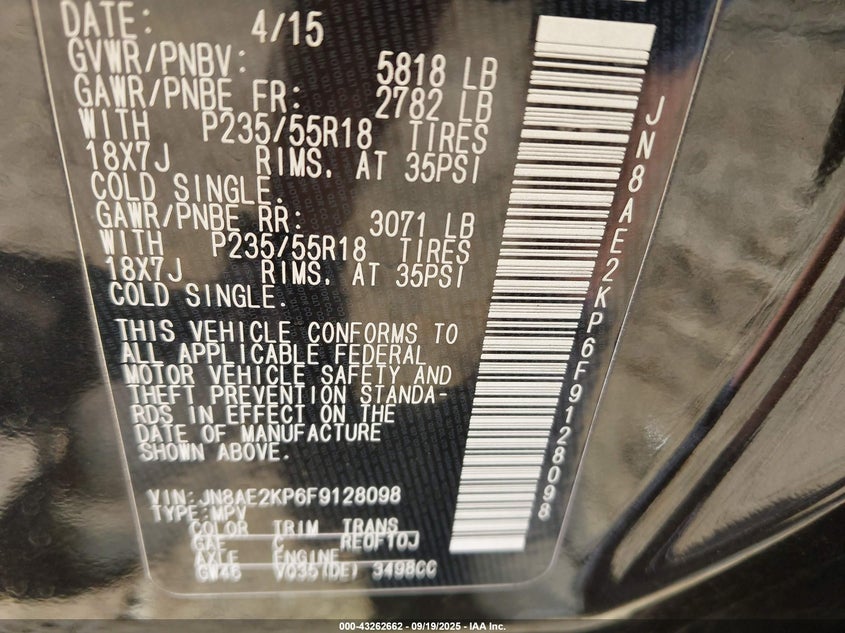 DATE: 4/15
GVWR/PNBV: 5818 LB
GAWR/PNBE FR: 2782 LB
WITH P235/55R18 TIRES
18X7J RIMS, AT 35PSI
COLD SINGLE.
GAWR/PNBE RR: 3071 LB
WITH P235/55R18 TIRES
18X7J RIMS, AT 35PSI
COLD SINGLE.
THIS VEHICLE CONFORMS TO
ALL APPLICABLE FEDERAL
MOTOR VEHICLE SAFETY AND
THEFT PREVENTION STANDA-
RDS IN EFFECT ON THE
DATE OF MANUFACTURE
SHOWN ABOVE.
VIN: JN8AE2KP6F9128098
TYPE:MPV
COLOR TRIM TRANS
C RE0F10J
AXLE ENGINE
GW46 VQ35(DE) 3498CC
JN8AE2KP6F9128098
000-43262662 - 09/19/2025 - IAA Inc.